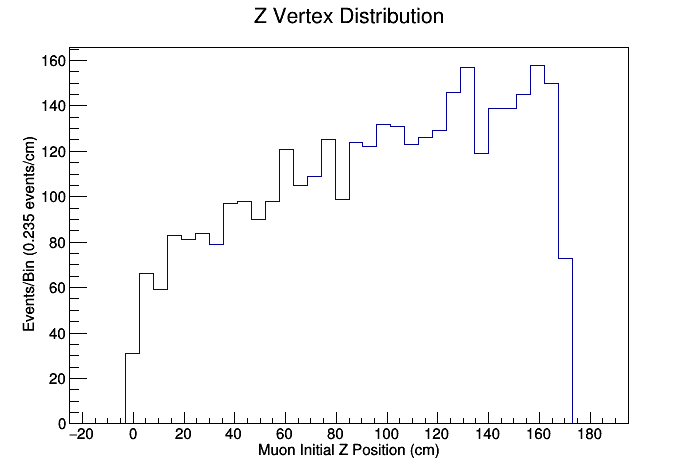 Z Vertex Distribution
Events/Bin (0.235 events/cm)
160
140
120
100
80
60
40
20
0
−20 0 20 40 60 80 100 120 140 160 180
Muon Initial Z Position (cm)